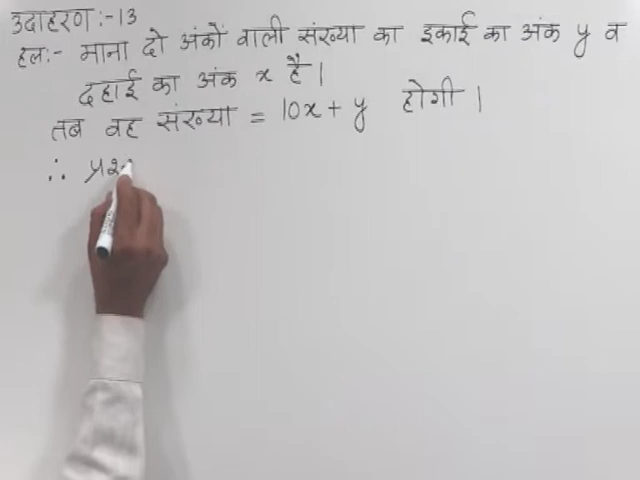 उदाहरण:-13
हल:- माना दो अंकों वाली संख्या का इकाई का अंक y व
दहाई का अंक x है।
तब वह संख्या = 10x + y होगी।
∴